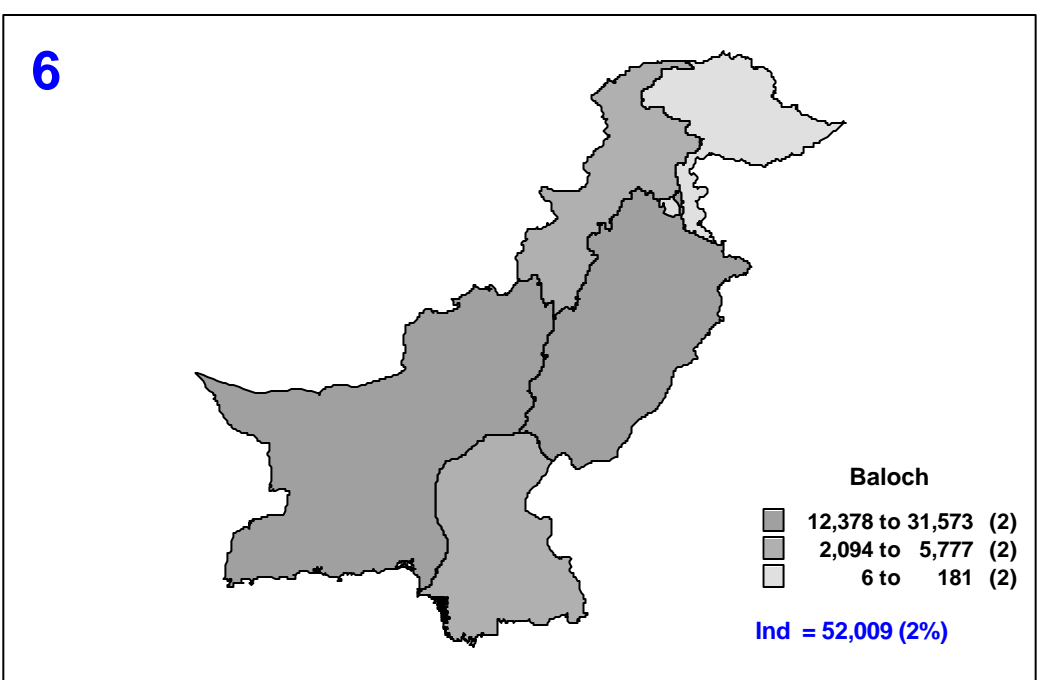 6
Baloch
12,378 to 31,573 (2)
2,094 to 5,777 (2)
6 to 181 (2)
Ind = 52,009 (2%)